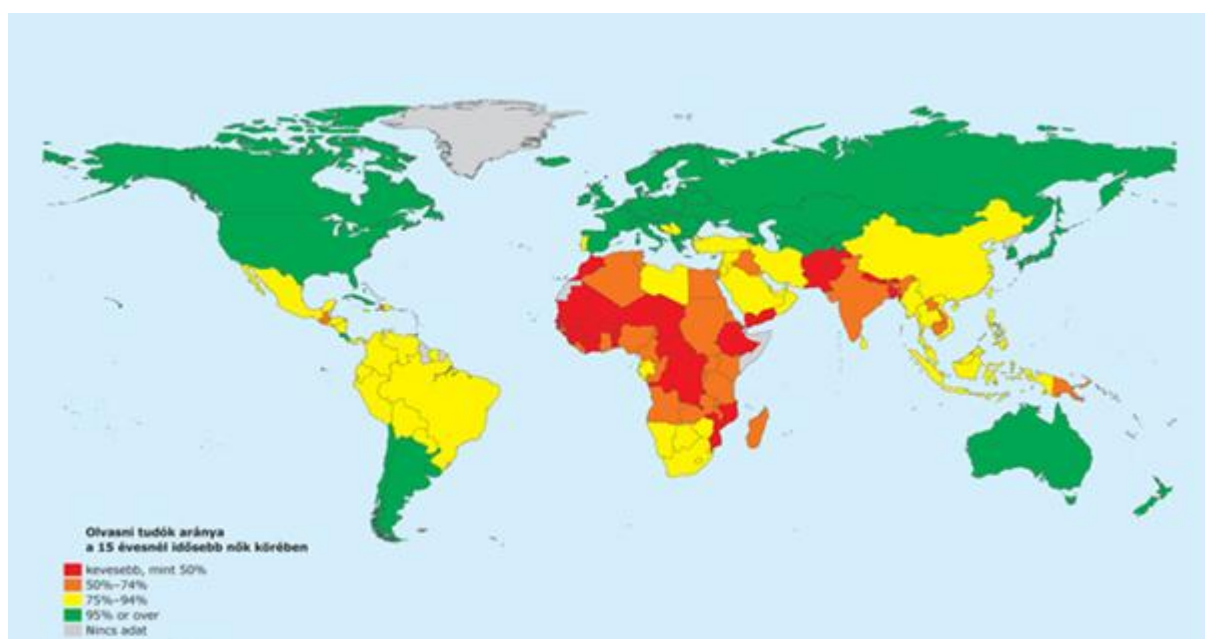 Olvasni tudók aránya
a 15 évesnél idősebb nők körében
kevesebb, mint 50%
50%–74%
75%–94%
95% or over
Nincs adat